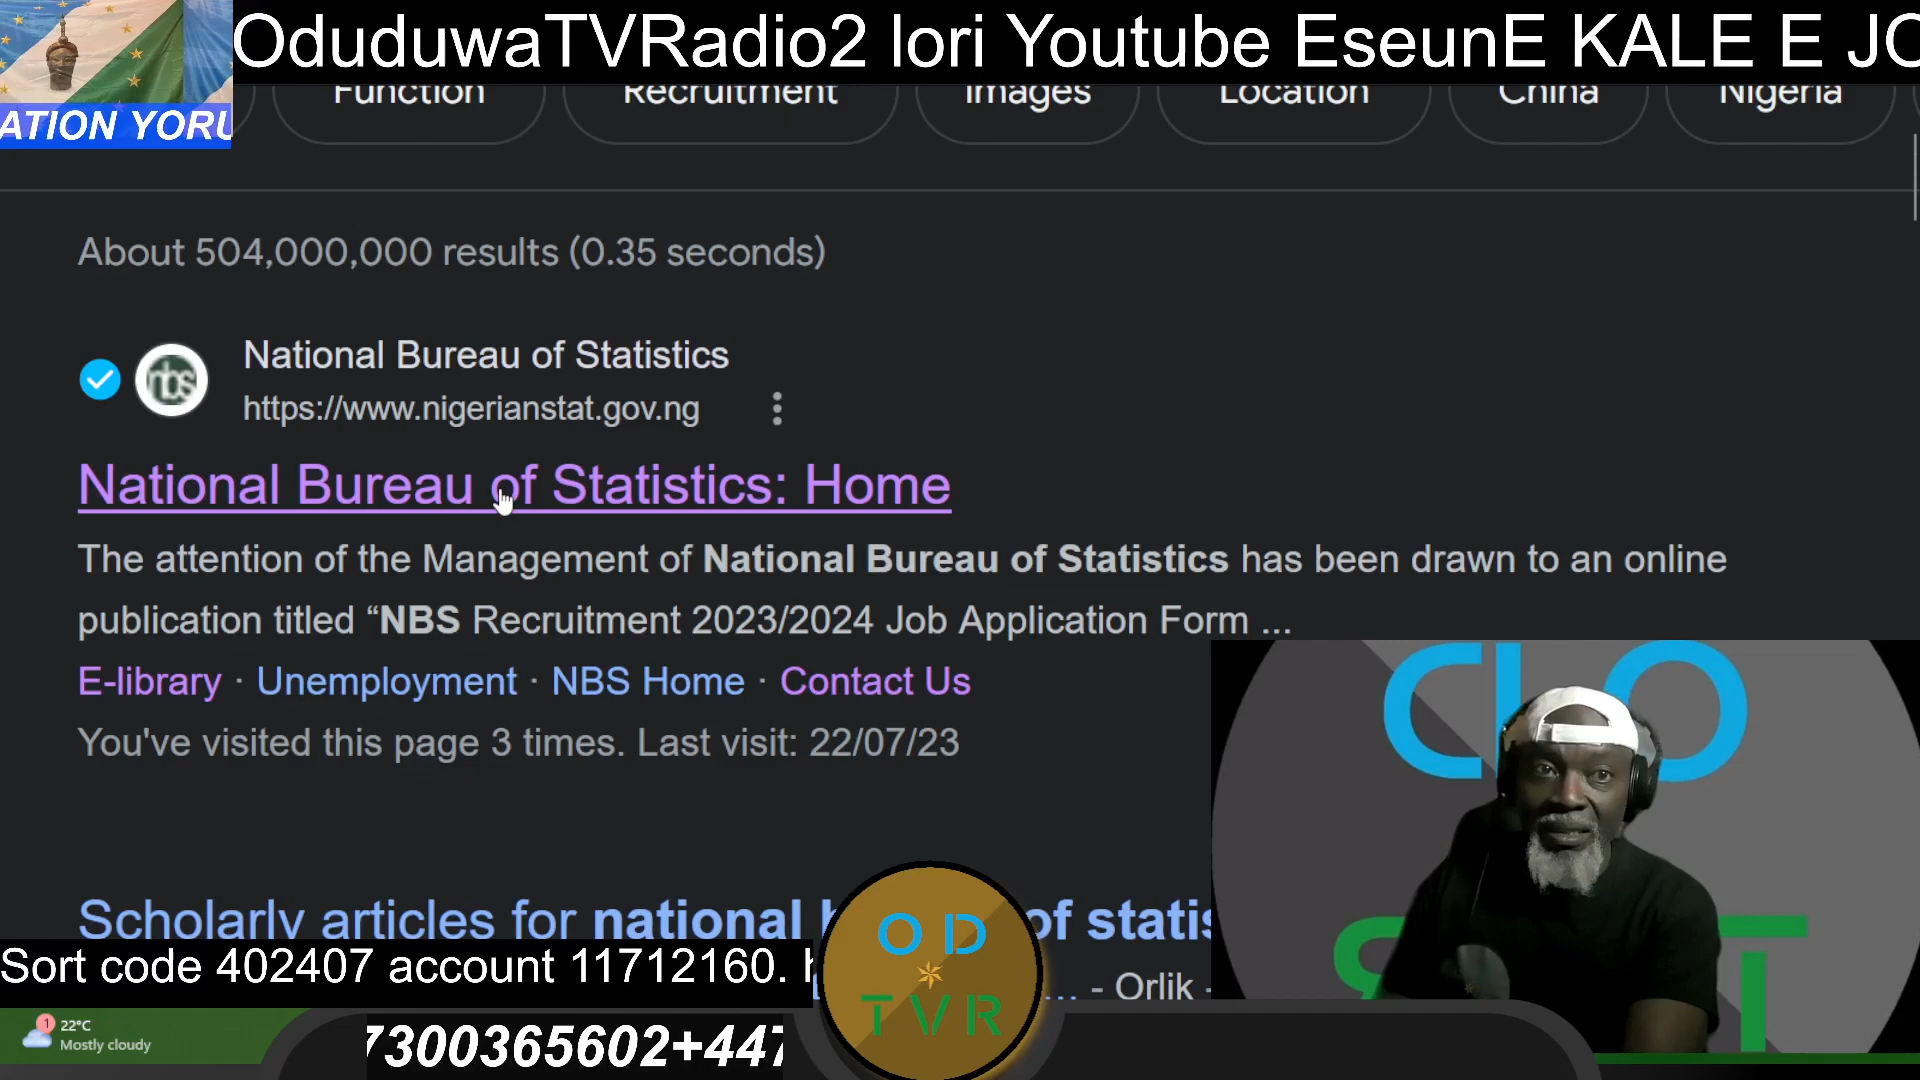 OduduwaTVRadio2 lori Youtube EseunE KALE E JO
ATION YORU
Function Recruitment Images Location China Nigeria
About 504,000,000 results (0.35 seconds)
nbs
National Bureau of Statistics
https://www.nigerianstat.gov.ng
National Bureau of Statistics: Home
The attention of the Management of National Bureau of Statistics has been drawn to an online
publication titled “NBS Recruitment 2023/2024 Job Application Form ...
E-library · Unemployment · NBS Home · Contact Us
You've visited this page 3 times. Last visit: 22/07/23
Scholarly articles for national of statis
... - Orlik -
Sort code 402407 account 11712160.
O D
TVR
1
22°C
Mostly cloudy
7300365602+447